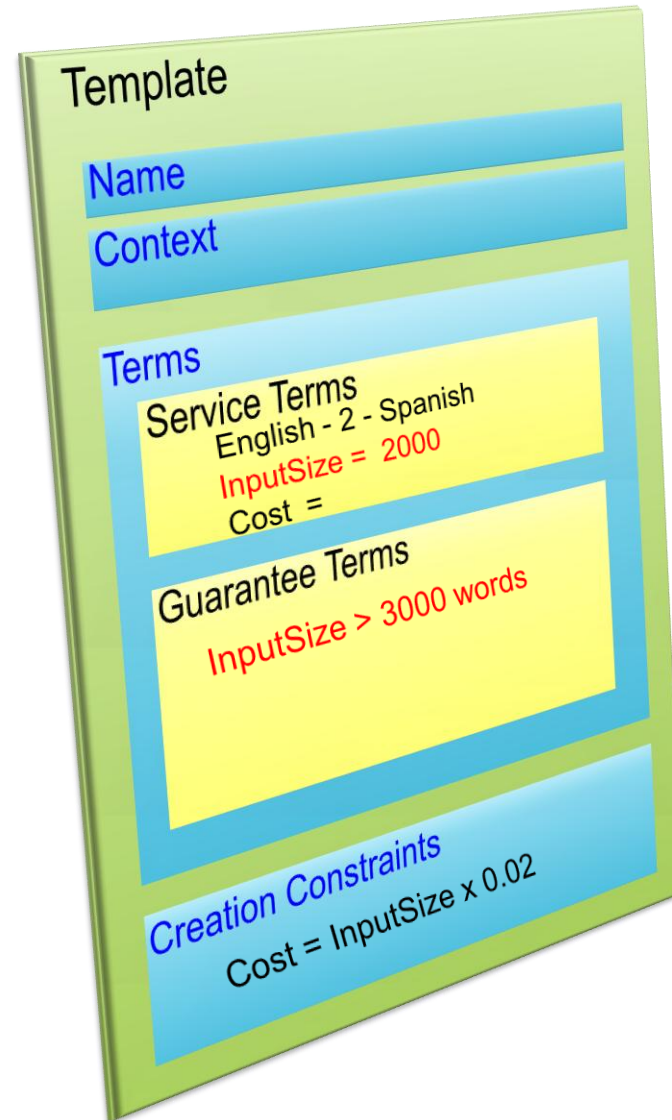 Template
Name
Context
Terms
Service Terms
English - 2 - Spanish
InputSize = 2000
Cost =
Guarantee Terms
InputSize > 3000 words
Creation Constraints
Cost = InputSize x 0.02